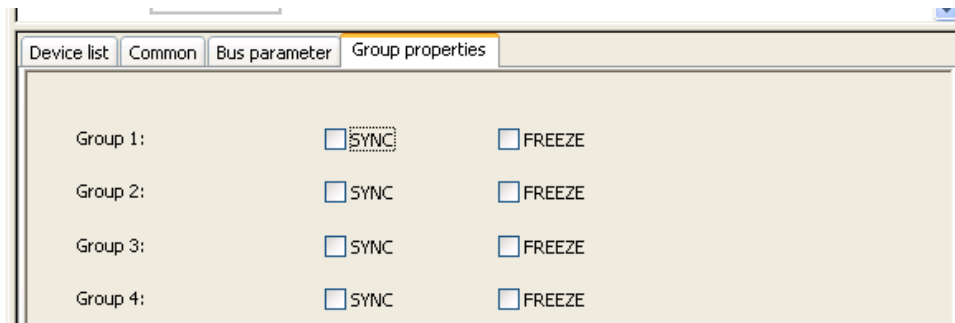 Device list Common Bus parameter Group properties
Group 1: SYNC FREEZE
Group 2: SYNC FREEZE
Group 3: SYNC FREEZE
Group 4: SYNC FREEZE